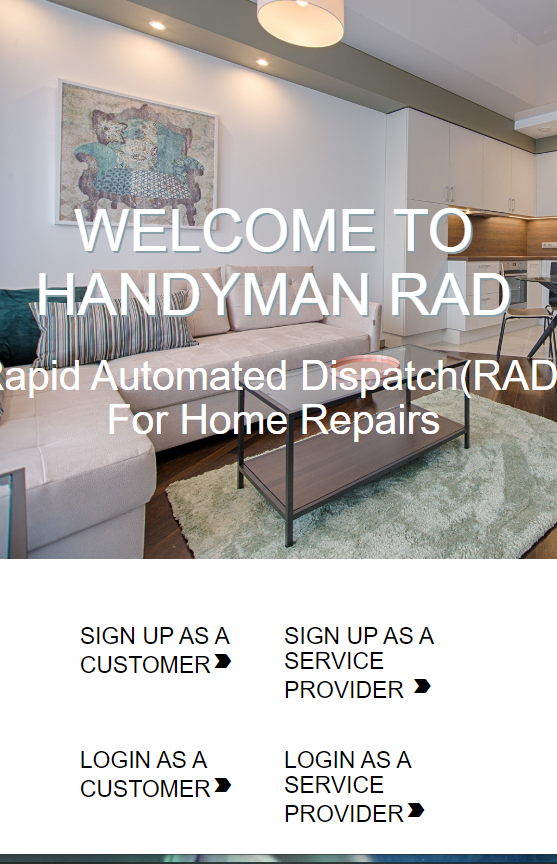 WELCOME TO
HANDYMAN RAD
Rapid Automated Dispatch(RAD
For Home Repairs
SIGN UP AS A
CUSTOMER
SIGN UP AS A
SERVICE
PROVIDER
LOGIN AS A
CUSTOMER
LOGIN AS A
SERVICE
PROVIDER